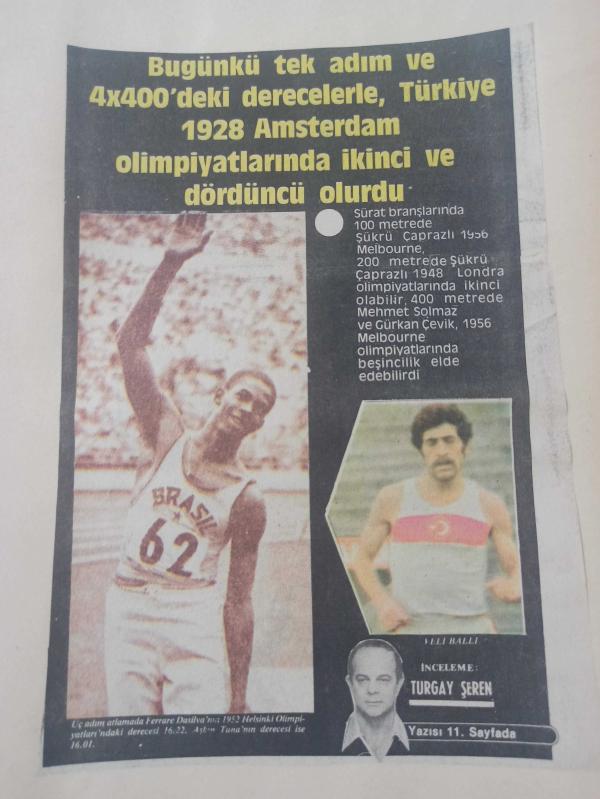 Bugünkü tek adım ve
4x400'deki derecelerle, Türkiye
1928 Amsterdam
olimpiyatlarında ikinci ve
dördüncü olurdu
Sürat branşlarında
100 metrede
Şükrü Çaprazlı 1956
Melbourne,
200 metrede Şükrü
Çaprazlı 1948 Londra
olimpiyatlarında ikinci
olabilir, 400 metrede
Mehmet Solmaz
ve Gürkan Çevik, 1956
Melbourne
olimpiyatlarında
beşincilik elde
edebilirdi
BRASIL
62
VELİ BALLI
İNCELEME:
TURGAY ŞEREN
Yazısı 11. Sayfada
Üç adım atlamada Ferrare Dasilva'nın 1952 Helsinki Olimpi-
yatları'ndaki derecesi 16.22. Aşkın Tuna'nın derecesi ise
16.01.